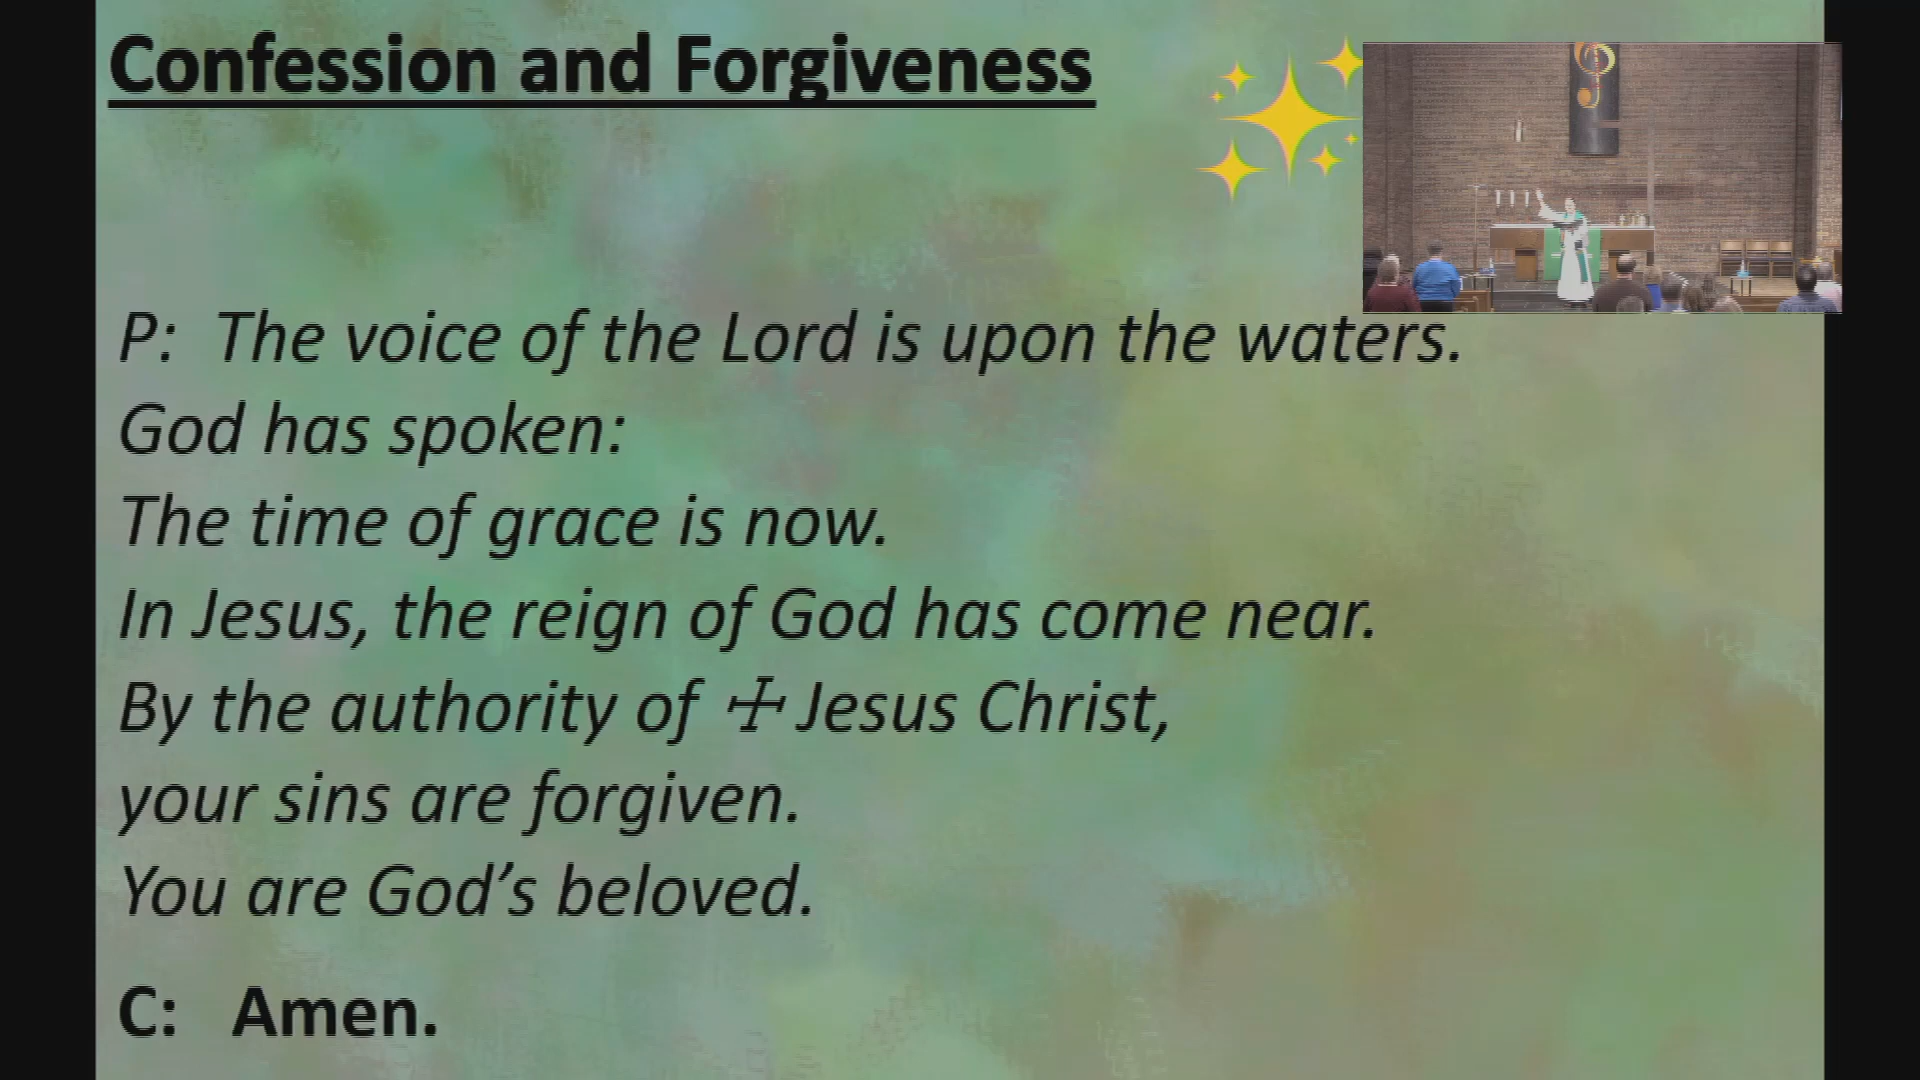 Confession and Forgiveness
P: The voice of the Lord is upon the waters.
God has spoken:
The time of grace is now.
In Jesus, the reign of God has come near.
By the authority of ☩ Jesus Christ,
your sins are forgiven.
You are God’s beloved.
C: Amen.